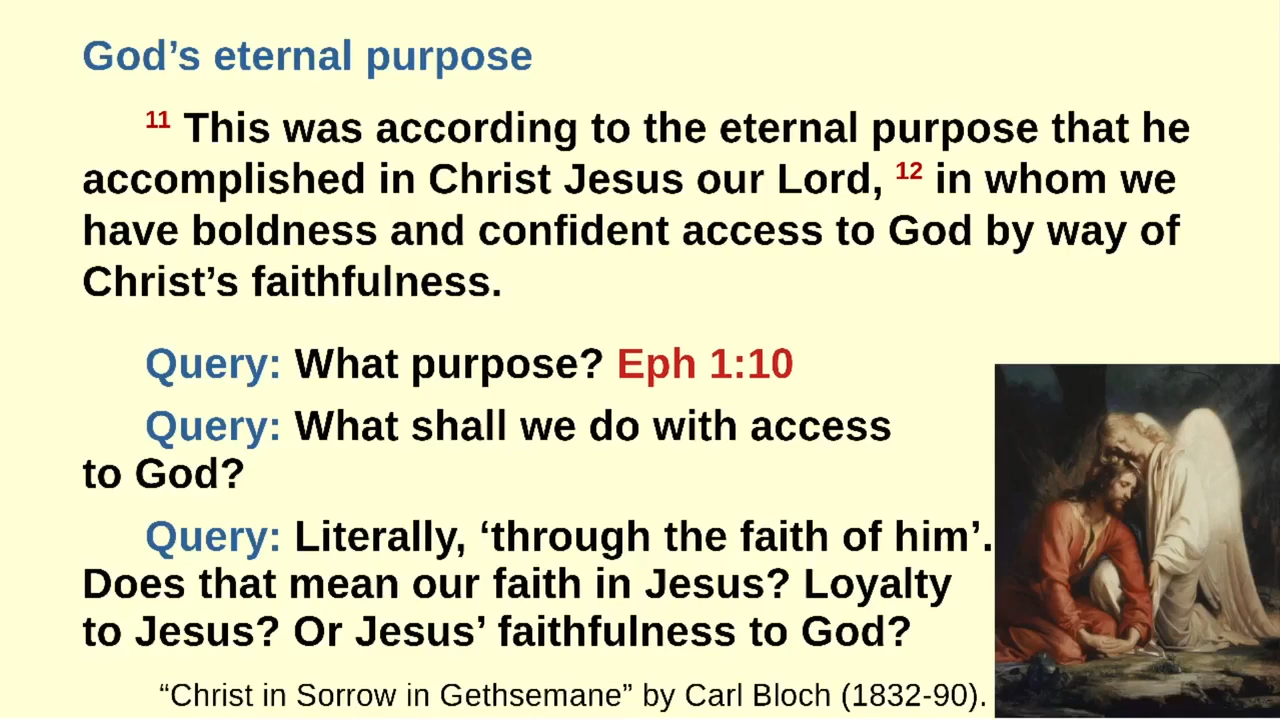 God’s eternal purpose
11 This was according to the eternal purpose that he
accomplished in Christ Jesus our Lord, 12 in whom we
have boldness and confident access to God by way of
Christ’s faithfulness.
Query: What purpose? Eph 1:10
Query: What shall we do with access
to God?
Query: Literally, ‘through the faith of him’.
Does that mean our faith in Jesus? Loyalty
to Jesus? Or Jesus’ faithfulness to God?
“Christ in Sorrow in Gethsemane” by Carl Bloch (1832-90).